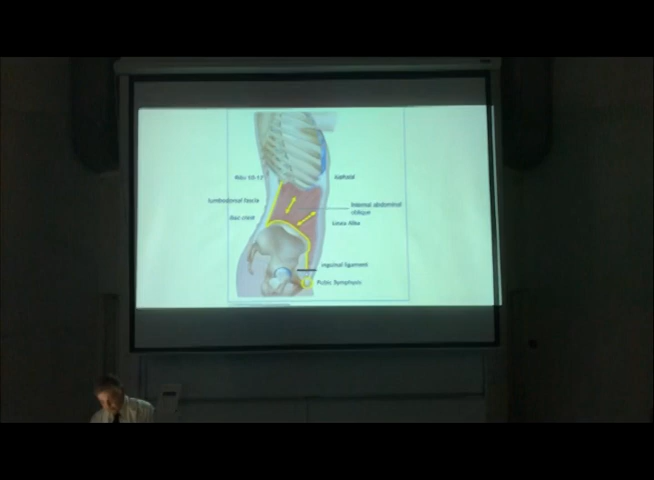 Ribs 10-12
Xiphoid
lumbodorsal fascia
Internal abdominal
oblique
iliac crest
Linea Alba
Inguinal ligament
Pubic Symphysis